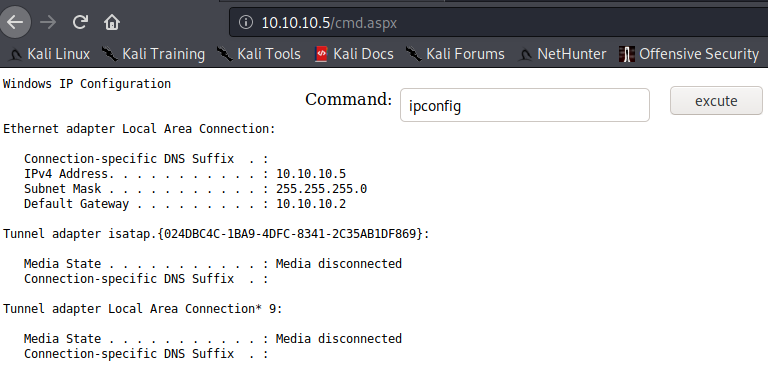 10.10.10.5/cmd.aspx
Kali Linux Kali Training Kali Tools Kali Docs Kali Forums NetHunter Offensive Security
Windows IP Configuration
Command: ipconfig excute
Ethernet adapter Local Area Connection:
Connection-specific DNS Suffix . :
IPv4 Address. . . . . . . . . . . : 10.10.10.5
Subnet Mask . . . . . . . . . . . : 255.255.255.0
Default Gateway . . . . . . . . . : 10.10.10.2
Tunnel adapter isatap.{024DBC4C-1BA9-4DFC-8341-2C35AB1DF869}:
Media State . . . . . . . . . . . : Media disconnected
Connection-specific DNS Suffix . :
Tunnel adapter Local Area Connection* 9:
Media State . . . . . . . . . . . : Media disconnected
Connection-specific DNS Suffix . :